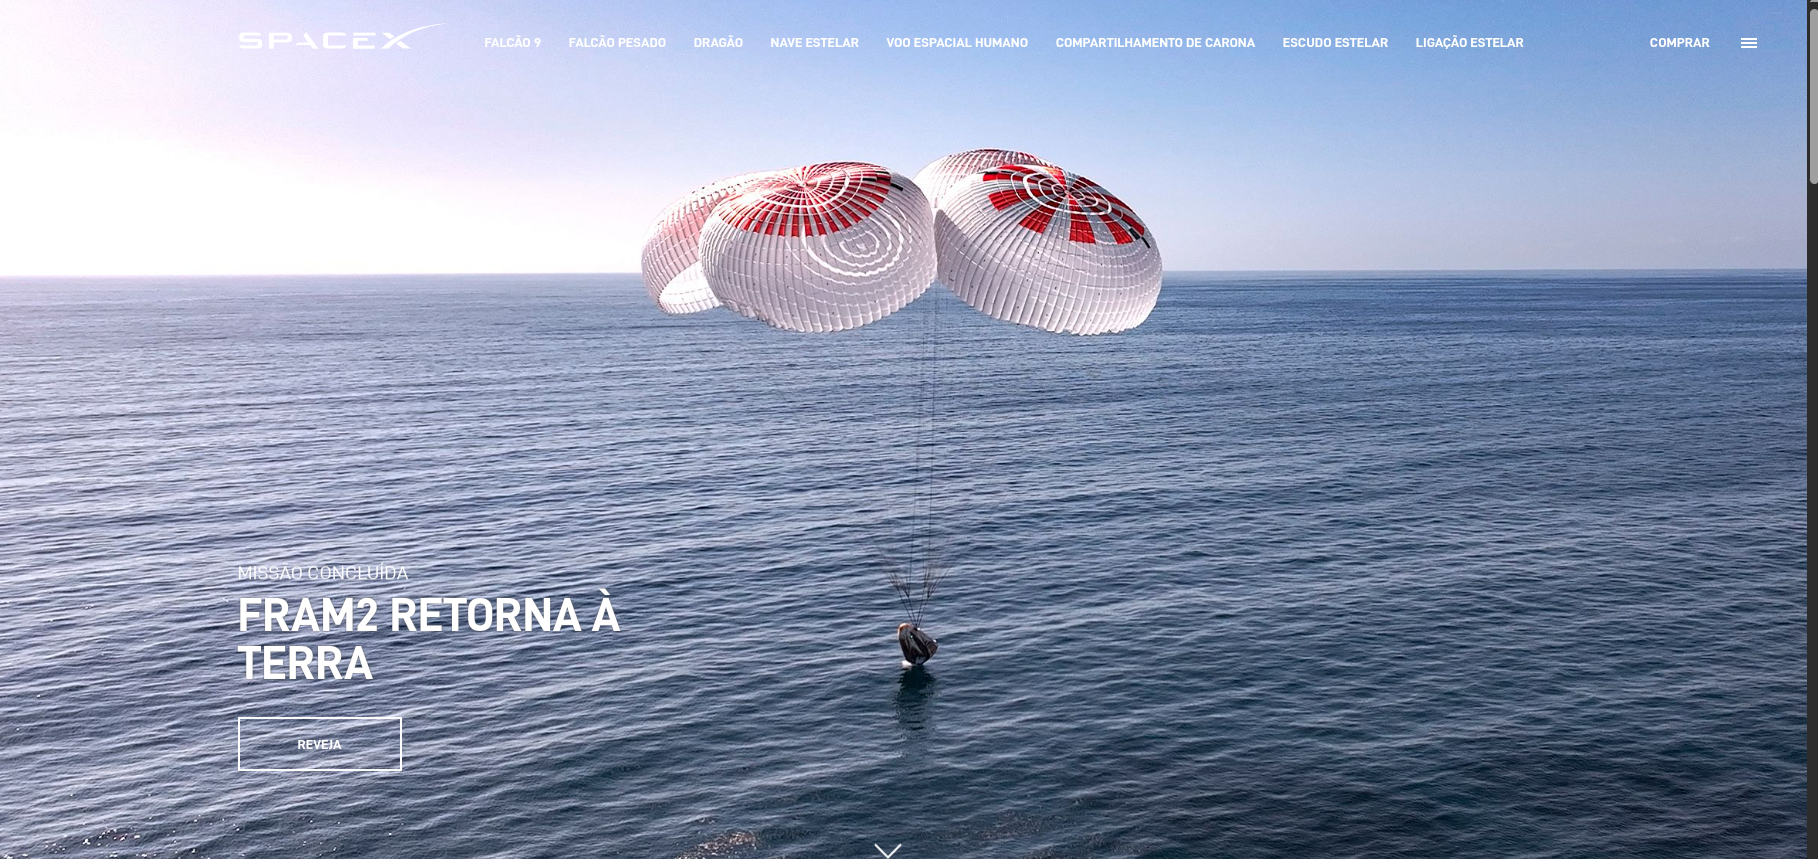 SPACEX
FALCÃO 9 FALCÃO PESADO DRAGÃO NAVE ESTELAR VOO ESPACIAL HUMANO COMPARTILHAMENTO DE CARONA ESCUDO ESTELAR LIGAÇÃO ESTELAR COMPRAR
MISSÃO CONCLUÍDA
FRAM2 RETORNA À
TERRA
REVEJA